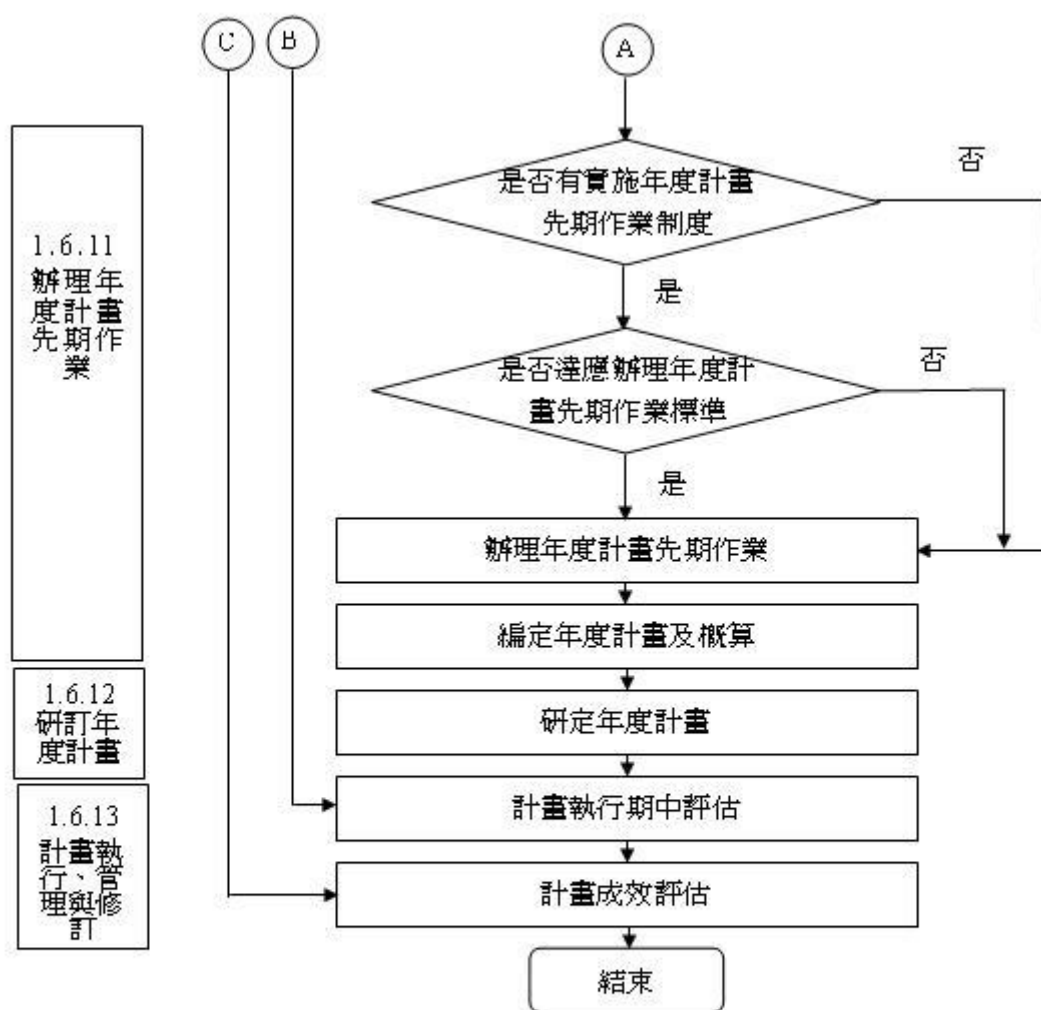 C
B
A
1.6.11
辦理年
度計畫
先期作
業
是否有實施年度計畫
先期作業制度
否
是
是否達應辦理年度計
畫先期作業標準
否
是
辦理年度計畫先期作業
編定年度計畫及概算
1.6.12
研訂年
度計畫
研定年度計畫
1.6.13
計畫執
行、管
理與修
訂
計畫執行期中評估
計畫成效評估
結束